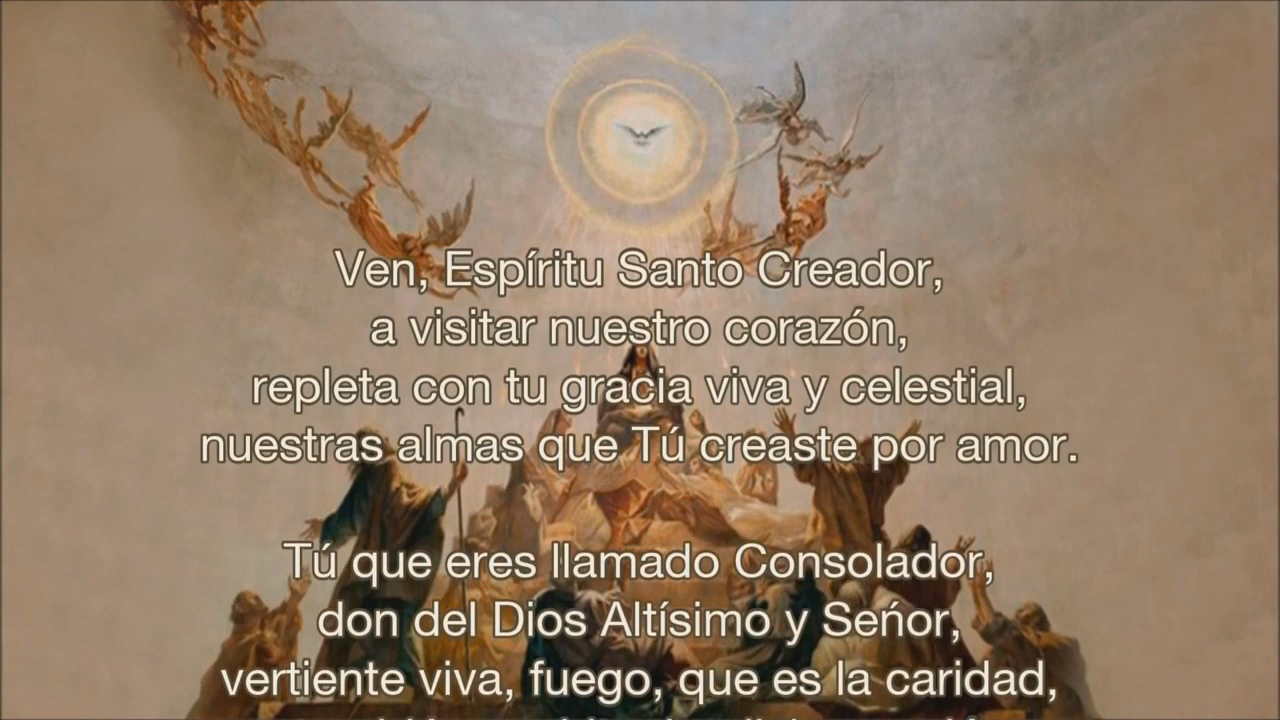 Ven, Espíritu Santo Creador,
a visitar nuestro corazón,
repleta con tu gracia viva y celestial,
nuestras almas que Tú creaste por amor.
Tú que eres llamado Consolador,
don del Dios Altísimo y Seńor,
vertiente viva, fuego, que es la caridad,